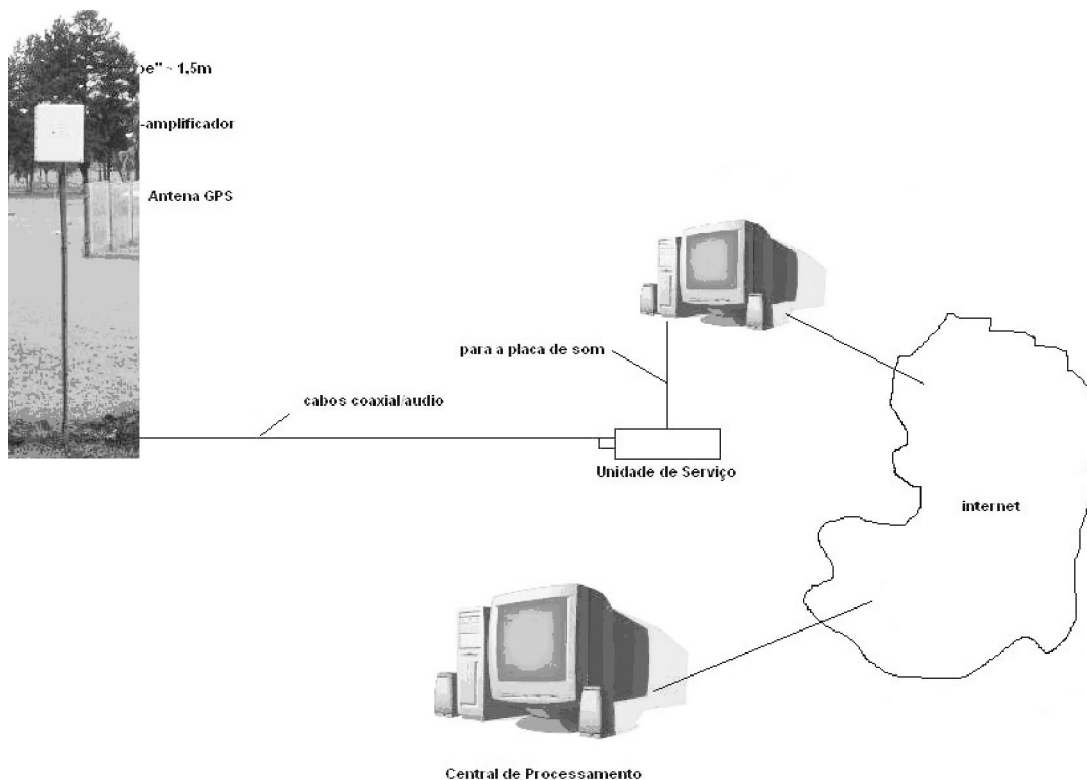 ~ 1,5m
-amplificador
Antena GPS
para a placa de som
cabos coaxial/audio
Unidade de Serviço
internet
Central de Processamento